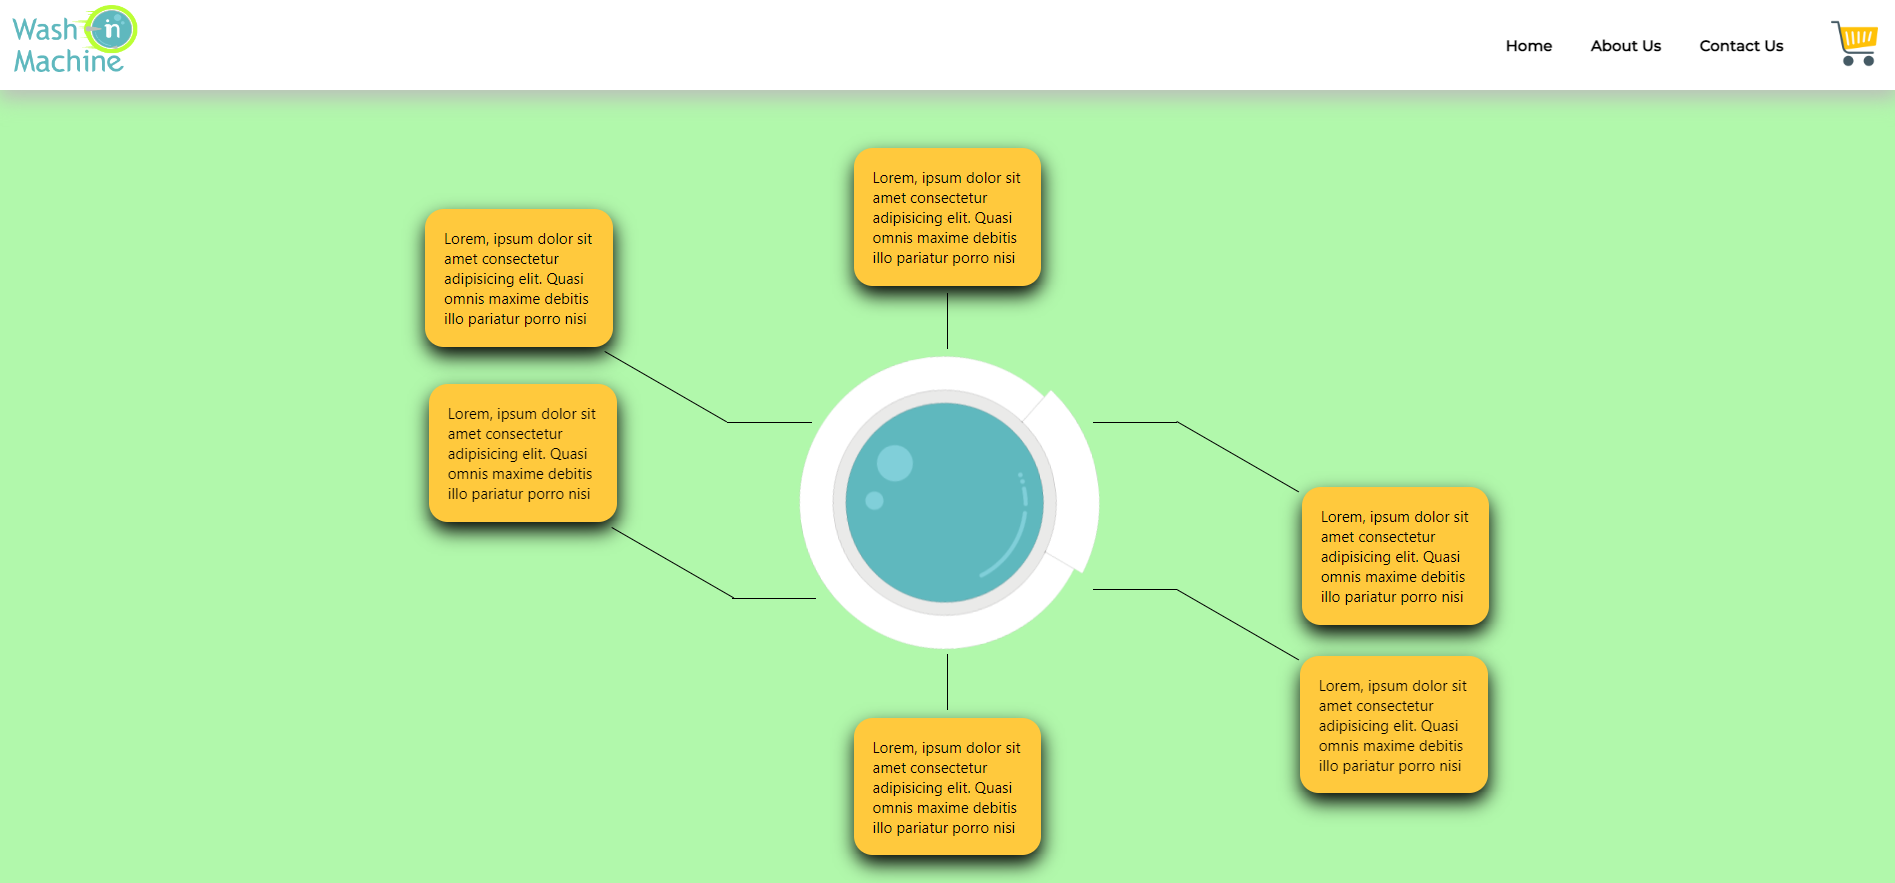 Wash in
Machine
Home
About Us
Contact Us
Lorem, ipsum dolor sit
amet consectetur
adipisicing elit. Quasi
omnis maxime debitis
illo pariatur porro nisi
Lorem, ipsum dolor sit
amet consectetur
adipisicing elit. Quasi
omnis maxime debitis
illo pariatur porro nisi
Lorem, ipsum dolor sit
amet consectetur
adipisicing elit. Quasi
omnis maxime debitis
illo pariatur porro nisi
Lorem, ipsum dolor sit
amet consectetur
adipisicing elit. Quasi
omnis maxime debitis
illo pariatur porro nisi
Lorem, ipsum dolor sit
amet consectetur
adipisicing elit. Quasi
omnis maxime debitis
illo pariatur porro nisi
Lorem, ipsum dolor sit
amet consectetur
adipisicing elit. Quasi
omnis maxime debitis
illo pariatur porro nisi